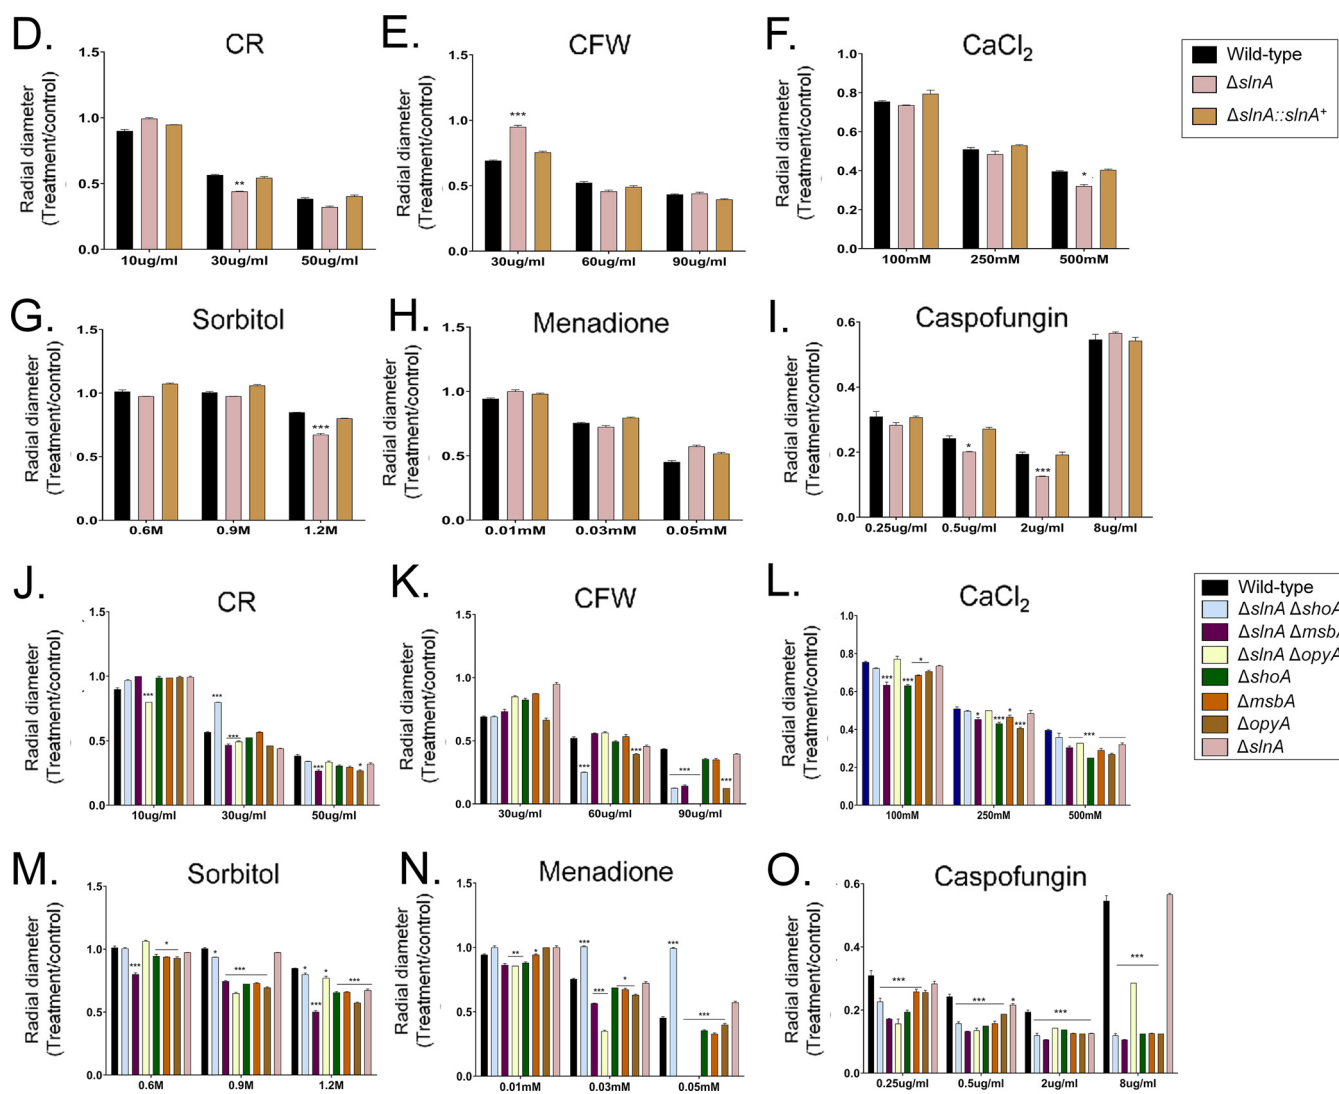 D.
CR
Radial diameter
(Treatment/control)
1.5
1.0
0.5
0.0
**
10ug/ml
30ug/ml
50ug/ml
E.
CFW
Radial diameter
(Treatment/control)
1.5
1.0
0.5
0.0
***
30ug/ml
60ug/ml
90ug/ml
F.
CaCl₂
Radial diameter
(Treatment/control)
1.0
0.8
0.6
0.4
0.2
0.0
*
100mM
250mM
500mM
Wild-type
ΔslnA
ΔslnA::slnA⁺
G.
Sorbitol
Radial diameter
(Treatment/control)
1.5
1.0
0.5
0.0
***
0.6M
0.9M
1.2M
H.
Menadione
Radial diameter
(Treatment/control)
1.5
1.0
0.5
0.0
0.01mM
0.03mM
0.05mM
I.
Caspofungin
Radial diameter
(Treatment/control)
0.6
0.4
0.2
0.0
*
***
0.25ug/ml
0.5ug/ml
2ug/ml
8ug/ml
J.
CR
Radial diameter
(Treatment/control)
1.5
1.0
0.5
0.0
***
***
***
***
*
10ug/ml
30ug/ml
50ug/ml
K.
CFW
Radial diameter
(Treatment/control)
1.5
1.0
0.5
0.0
***
***
***
***
30ug/ml
60ug/ml
90ug/ml
L.
CaCl₂
Radial diameter
(Treatment/control)
1.0
0.8
0.6
0.4
0.2
0.0
***
***
*
*
***
*
***
***
100mM
250mM
500mM
Wild-type
ΔslnA ΔshoA
ΔslnA ΔmsbA
ΔslnA ΔopyA
ΔshoA
ΔmsbA
ΔopyA
ΔslnA
M.
Sorbitol
Radial diameter
(Treatment/control)
1.5
1.0
0.5
0.0
***
*
*
***
*
***
*
***
0.6M
0.9M
1.2M
N.
Menadione
Radial diameter
(Treatment/control)
1.5
1.0
0.5
0.0
**
*
***
***
*
***
***
0.01mM
0.03mM
0.05mM
O.
Caspofungin
Radial diameter
(Treatment/control)
0.6
0.4
0.2
0.0
***
***
*
***
***
0.25ug/ml
0.5ug/ml
2ug/ml
8ug/ml